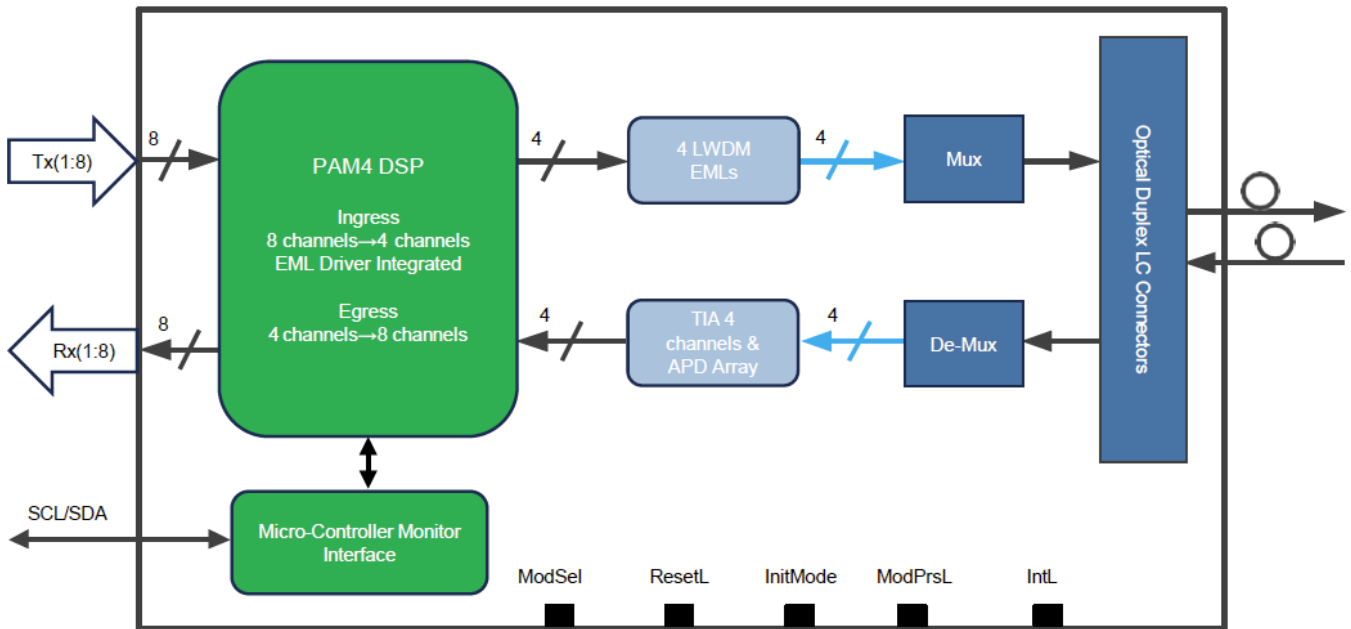 Tx(1:8)
8
PAM4 DSP
Ingress
8 channels→4 channels
EML Driver Integrated
Egress
4 channels→8 channels
4
4 LWDM
EMLs
4
Mux
Optical Duplex LC Connectors
Rx(1:8)
8
4
TIA 4
channels &
APD Array
4
De-Mux
SCL/SDA
Micro-Controller Monitor
Interface
ModSel
ResetL
InitMode
ModPrsL
IntL